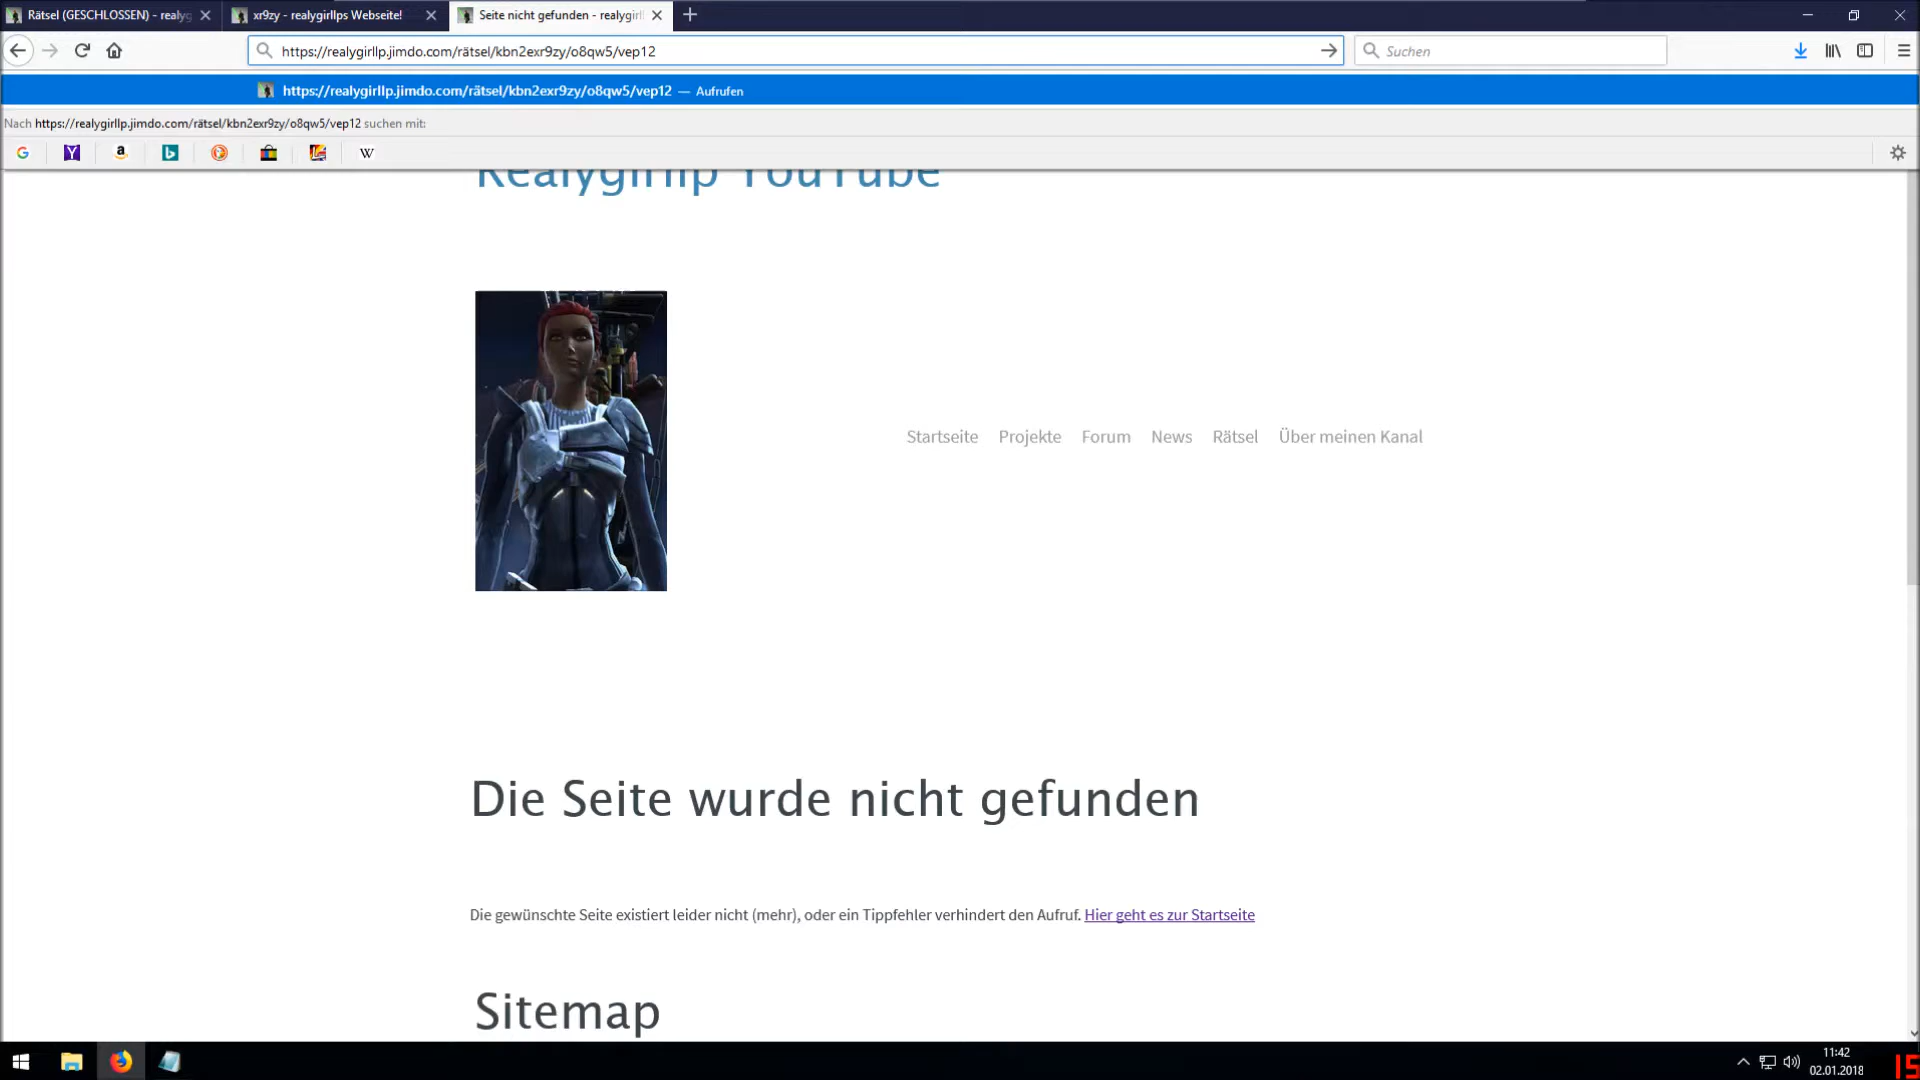 Rätsel (GESCHLOSSEN) - realyg
xr9zy - realygirllps Webseite!
Seite nicht gefunden - realygirl
https://realygirllp.jimdo.com/rätsel/kbn2exr9zy/o8qw5/vep12
Suchen
https://realygirllp.jimdo.com/rätsel/kbn2exr9zy/o8qw5/vep12 — Aufrufen
Nach https://realygirllp.jimdo.com/rätsel/kbn2exr9zy/o8qw5/vep12 suchen mit:
Realygirllp YouTube
Startseite Projekte Forum News Rätsel Über meinen Kanal
Die Seite wurde nicht gefunden
Die gewünschte Seite existiert leider nicht (mehr), oder ein Tippfehler verhindert den Aufruf. Hier geht es zur Startseite
Sitemap
11:42
02.01.2018
15